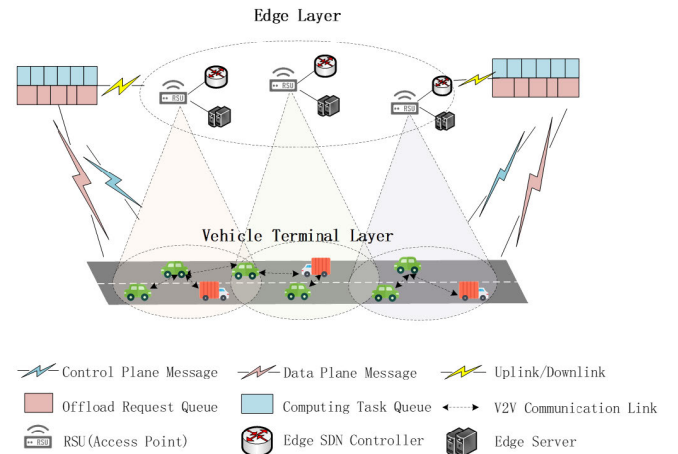 Edge Layer
RSU
RSU
RSU
Vehicle Terminal Layer
Control Plane Message
Data Plane Message
Uplink/Downlink
Offload Request Queue
Computing Task Queue
V2V Communication Link
RSU
RSU(Access Point)
Edge SDN Controller
Edge Server